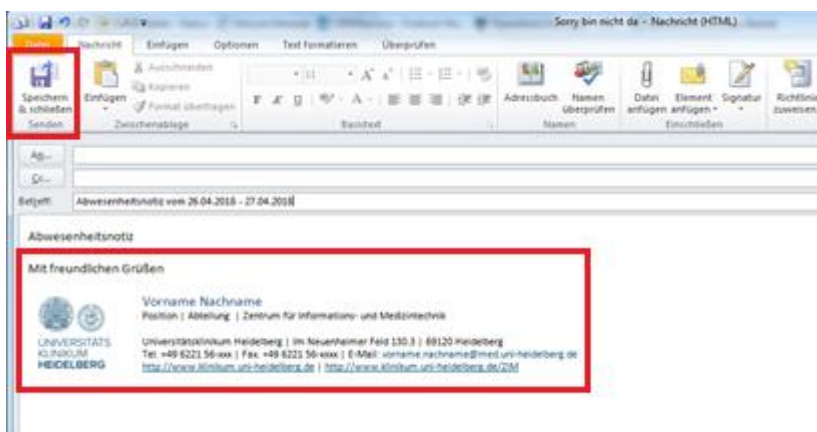 Sorry bin nicht da - Nachricht (HTML)
Datei Nachricht Einfügen Optionen Text formatieren Überprüfen
Speichern & schließen
Einfügen
Ausschneiden
Kopieren
Format übertragen
11
F K U
Adressbuch
Namen überprüfen
Datei anfügen
Element anfügen
Signatur
Richtlinie zuweisen
Senden Zwischenablage Basistext Namen Einschließen
An...
Cc...
Betreff: Abwesenheitsnotiz vom 26.04.2018 - 27.04.2018
Abwesenheitsnotiz
Mit freundlichen Grüßen
Vorname Nachname
Position | Abteilung | Zentrum für Informations- und Medizintechnik
UNIVERSITÄTS
KLINIKUM
HEIDELBERG
Universitätsklinikum Heidelberg | Im Neuenheimer Feld 130.3 | 69120 Heidelberg
Tel. +49 6221 56-xxx | Fax. +49 6221 56-xxxx | E-Mail: vorname.nachname@med.uni-heidelberg.de
http://www.klinikum.uni-heidelberg.de | http://www.klinikum.uni-heidelberg.de/ZIM